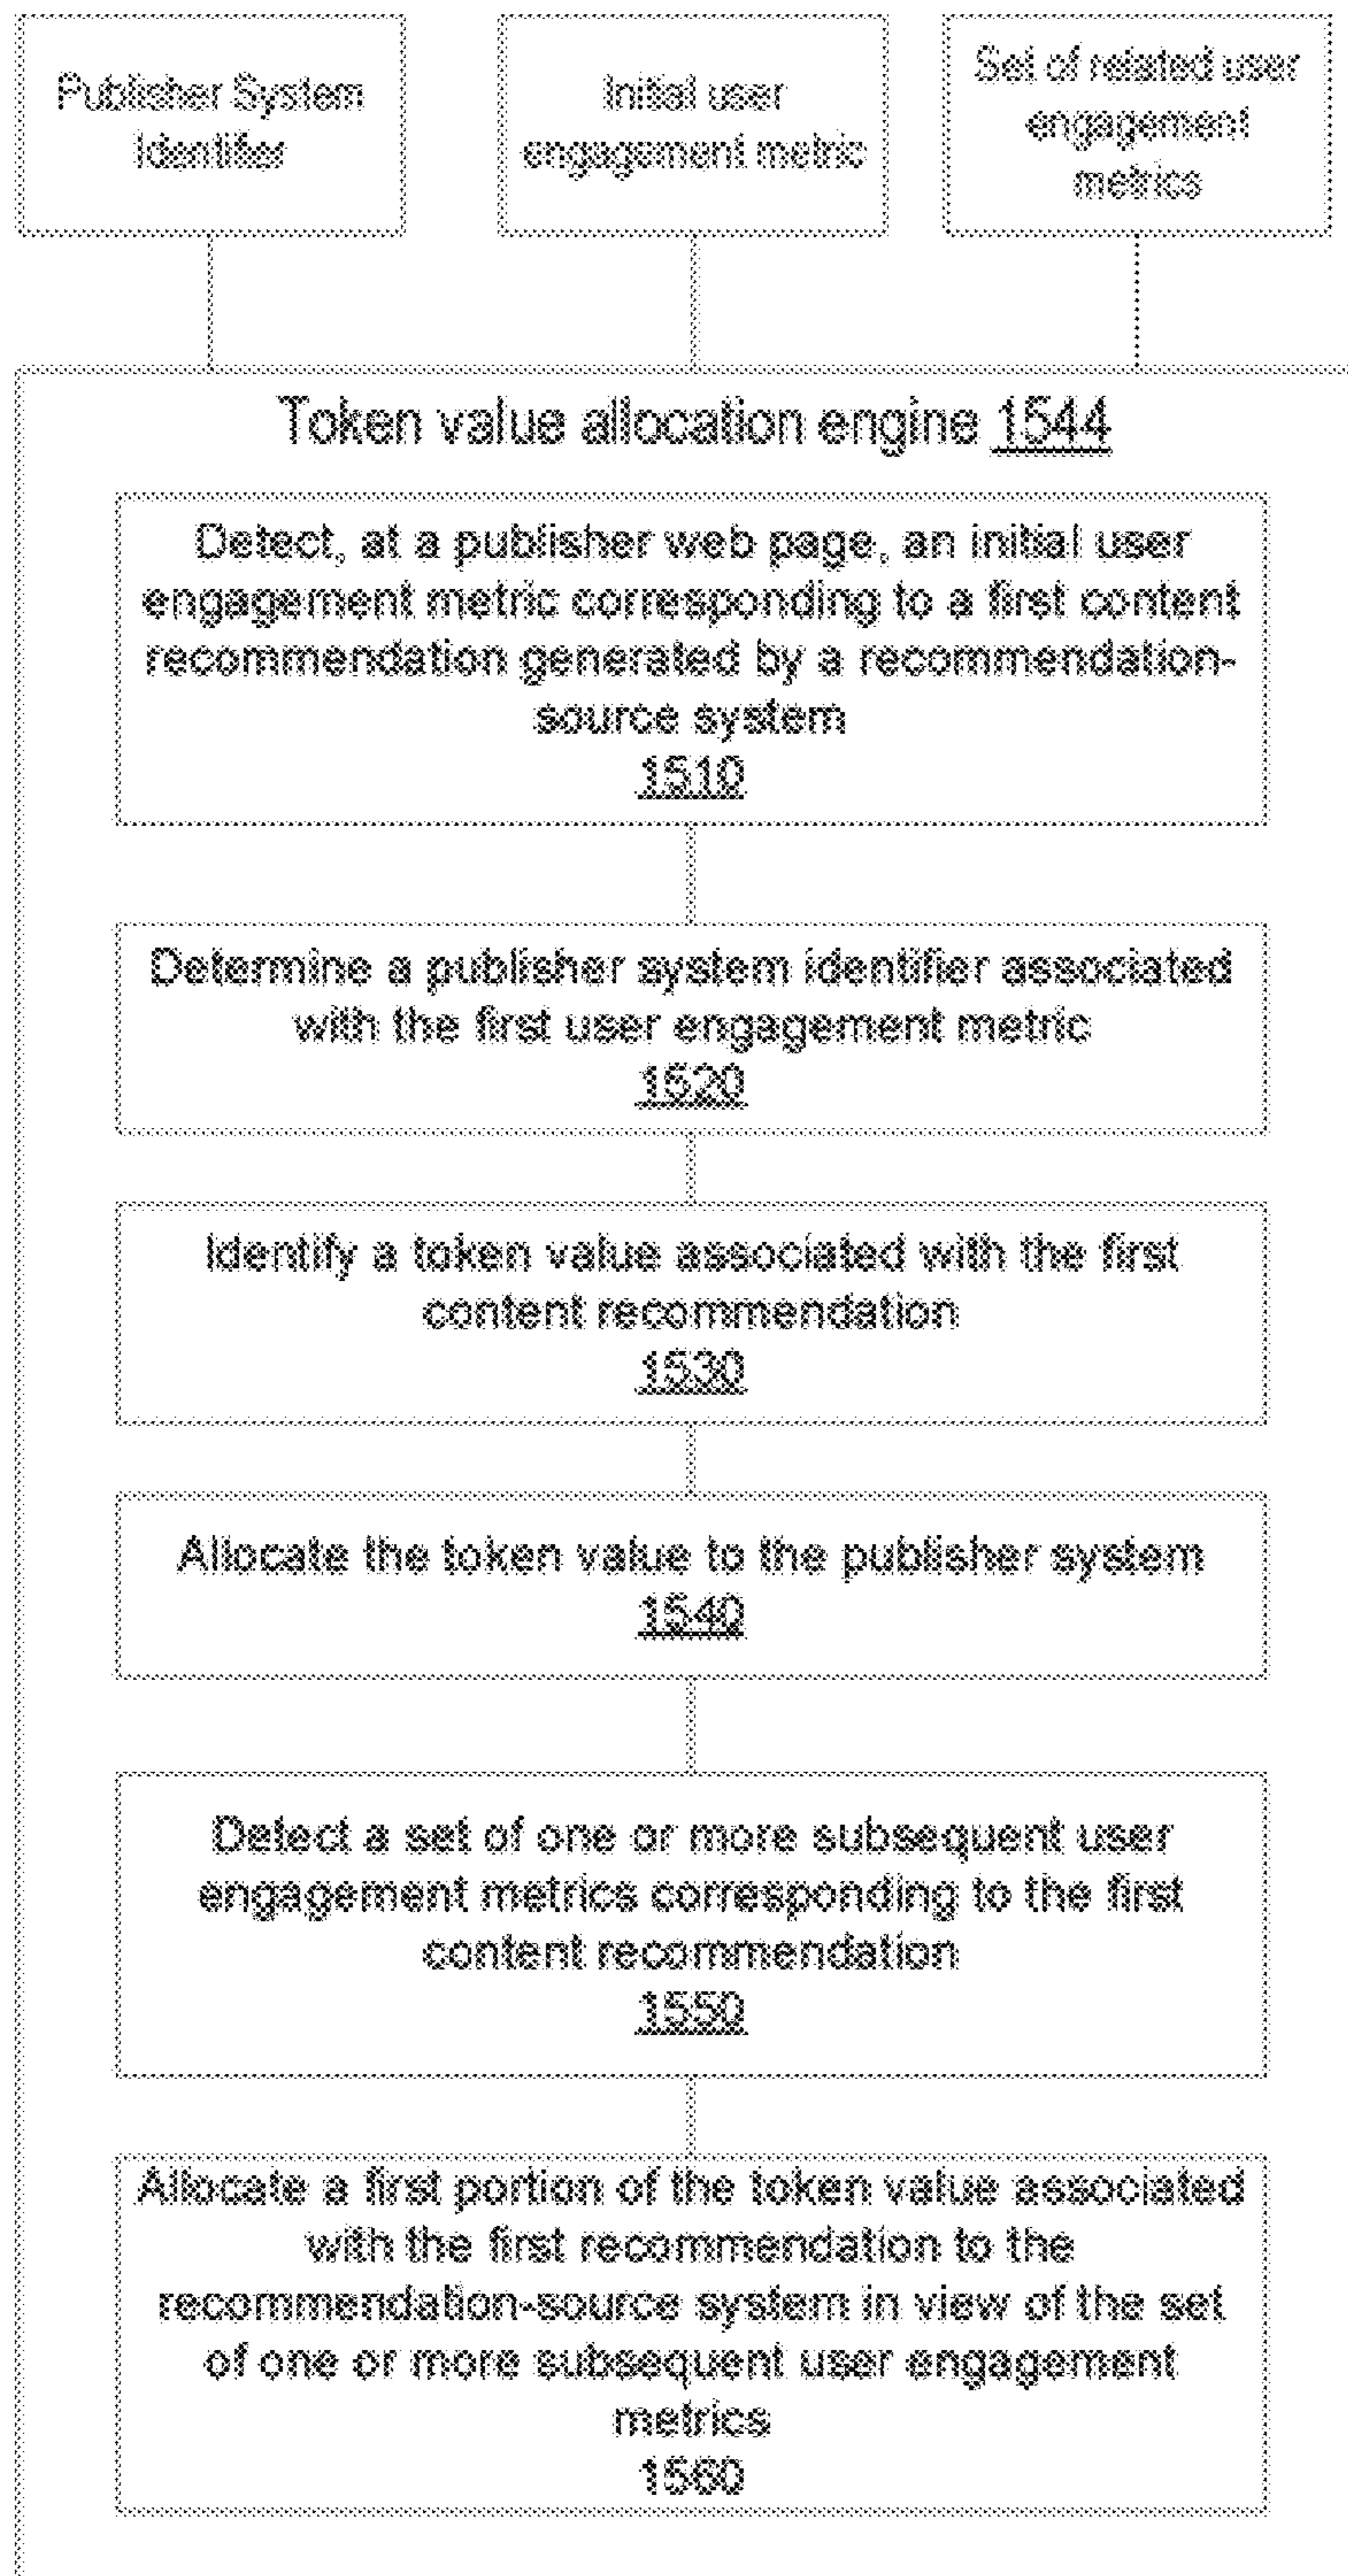 Publisher System
Identifier
Initial user
engagement metric
Set of related user
engagement
metrics
Token value allocation engine 1544
Detect, at a publisher web page, an initial user
engagement metric corresponding to a first content
recommendation generated by a recommendation-
source system
1510
Determine a publisher system identifier associated
with the first user engagement metric
1520
Identify a token value associated with the first
content recommendation
1530
Allocate the token value to the publisher system
1540
Detect a set of one or more subsequent user
engagement metrics corresponding to the first
content recommendation
1550
Allocate a first portion of the token value associated
with the first recommendation to the
recommendation-source system in view of the set
of one or more subsequent user engagement
metrics
1560